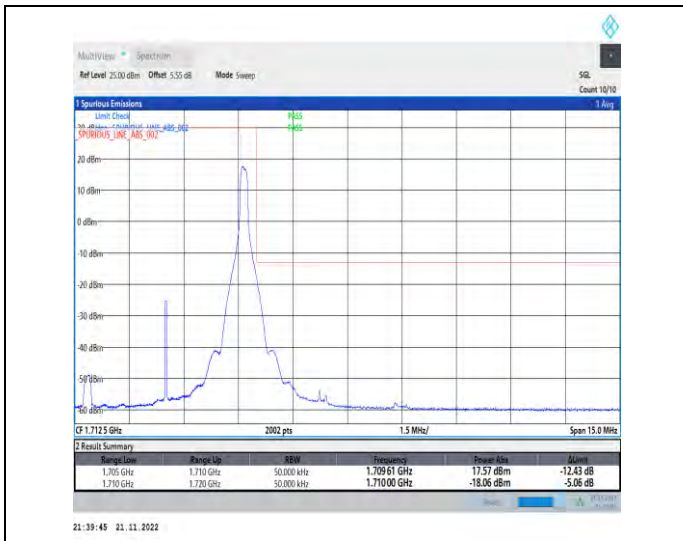 MultiView Spectrum
Ref Level 25.00 dBm Offset 5.55 dB Mode Sweep SGL
Count 10/10
1 Spurious Emissions 1 Avg
Limit Check PASS
PASS
_SPURIOUS_LINE_ABS_002
20 dBm
10 dBm
0 dBm
-10 dBm
-20 dBm
-30 dBm
-40 dBm
-50 dBm
-60 dBm
CF 1.7125 GHz 2002 pts 1.5 MHz/ Span 15.0 MHz
2 Result Summary
Range Low Range Up RBW Frequency Power Abs ΔLimit
1.705 GHz 1.710 GHz 50.000 kHz 1.70961 GHz 17.57 dBm -12.43 dB
1.710 GHz 1.720 GHz 50.000 kHz 1.71000 GHz -18.06 dBm -5.06 dB
21:39:45 21.11.2022